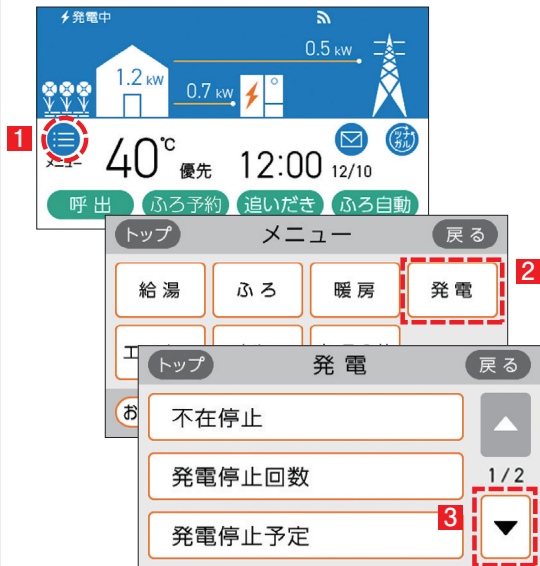 発電中
0.5 kw
1.2 kw
0.7 kw
1
メニュー
40℃
優先
12:00
12/10
ツナガル
呼出
ふろ予約
追いだき
ふろ自動
トップ
メニュー
戻る
2
給湯
ふろ
暖房
発電
エ
お
トップ
発電
戻る
不在停止
発電停止回数
1/2
3
発電停止予定